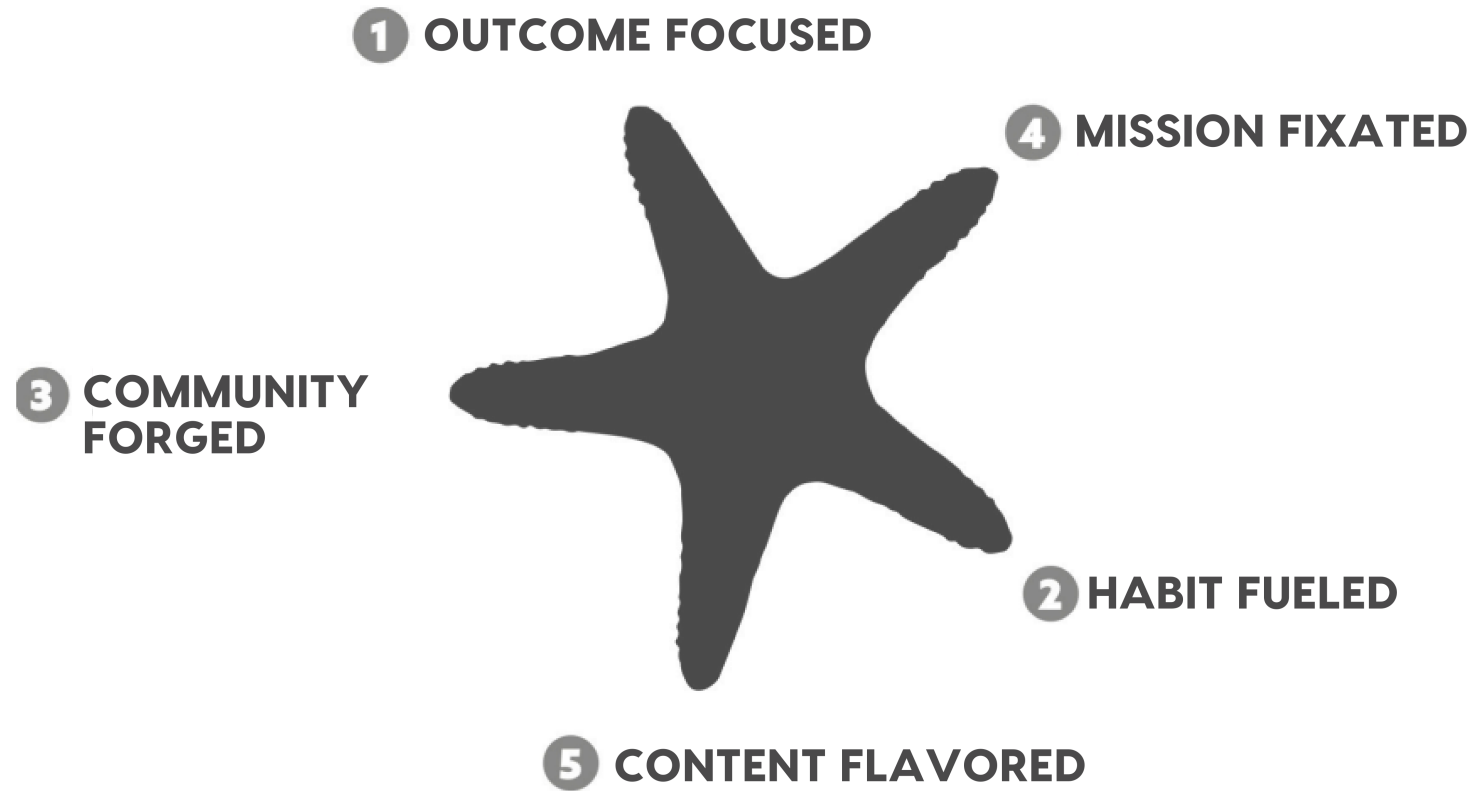 1 OUTCOME FOCUSED
4 MISSION FIXATED
3 COMMUNITY
FORGED
2 HABIT FUELED
5 CONTENT FLAVORED